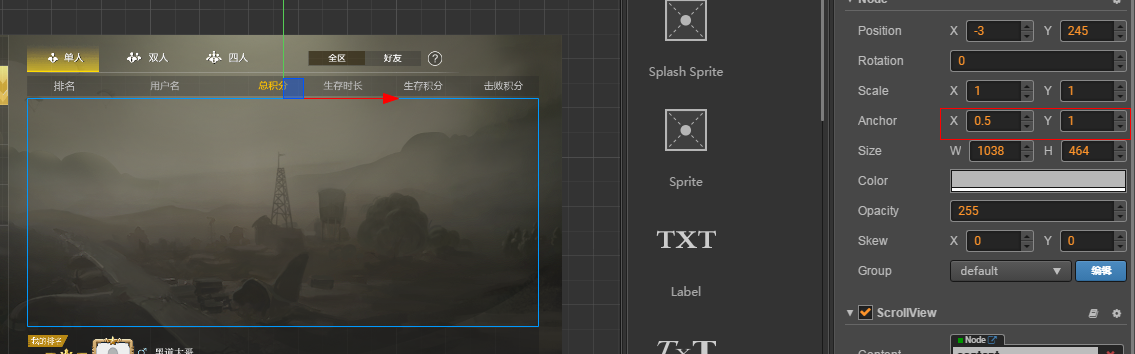 Node
Position X -3 Y 245
Rotation 0
Scale X 1 Y 1
Anchor X 0.5 Y 1
Size W 1038 H 464
Color
Opacity 255
Skew X 0 Y 0
Group default 编辑
ScrollView
Node
Content content
Splash Sprite
Sprite
TXT
Label
TXT
单人 双人 四人 全区 好友 ?
排名 用户名 总积分 生存时长 生存积分 击败积分
我的排名
黑道大哥